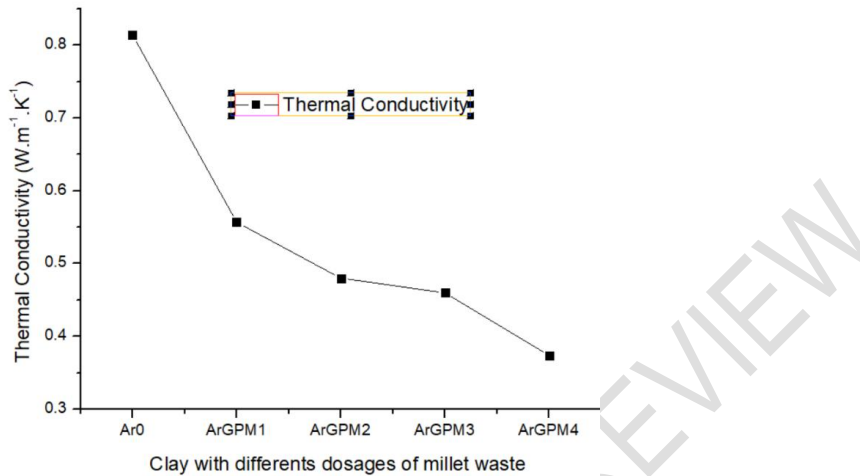 Thermal Conductivity (W.m⁻¹.K⁻¹)
0.8
0.7
0.6
0.5
0.4
0.3
Thermal Conductivity
Ar0 ArGPM1 ArGPM2 ArGPM3 ArGPM4
Clay with differents dosages of millet waste